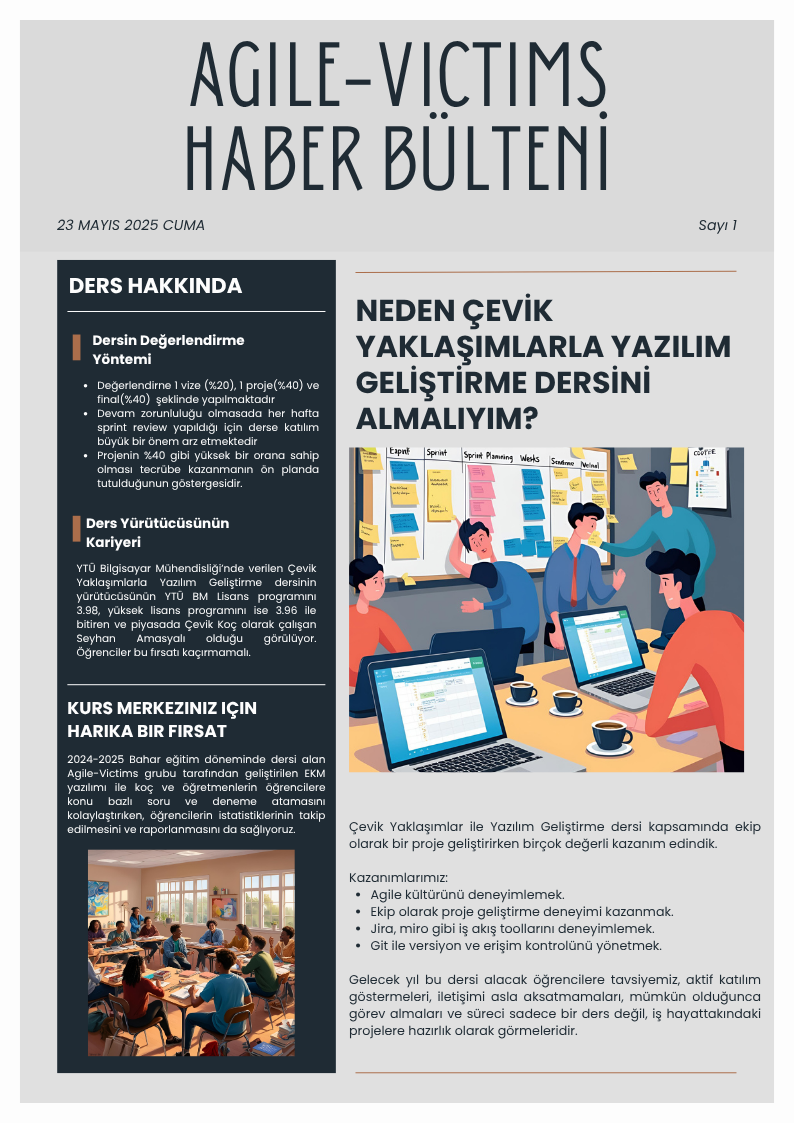 AGILE-VICTIMS
HABER BÜLTENİ
23 MAYIS 2025 CUMA
Sayı 1
DERS HAKKINDA
Dersin Değerlendirme
Yöntemi
• Değerlendirne 1 vize (%20), 1 proje(%40) ve
final(%40) şeklinde yapılmaktadır
• Devam zorunluluğu olmasada her hafta
sprint review yapıldığı için derse katılım
büyük bir önem arz etmektedir
• Projenin %40 gibi yüksek bir orana sahip
olması tecrübe kazanmanın ön planda
tutulduğunun göstergesidir.
Ders Yürütücüsünün
Kariyeri
YTÜ Bilgisayar Mühendisliği’nde verilen Çevik
Yaklaşımlarla Yazılım Geliştirme dersinin
yürütücüsünün YTÜ BM Lisans programını
3.98, yüksek lisans programını ise 3.96 ile
bitiren ve piyasada Çevik Koç olarak çalışan
Seyhan Amasyalı olduğu görülüyor.
Öğrenciler bu fırsatı kaçırmamalı.
KURS MERKEZINIZ IÇIN
HARIKA BIR FIRSAT
2024-2025 Bahar eğitim döneminde dersi alan
Agile-Victims grubu tarafından geliştirilen EKM
yazılımı ile koç ve öğretmenlerin öğrencilere
konu bazlı soru ve deneme atamasını
kolaylaştırıken, öğrencilerin istatistiklerinin takip
edilmesini ve raporlanmasını da sağlıyoruz.
NEDEN ÇEVİK
YAKLAŞIMLARLA YAZILIM
GELİŞTİRME DERSİNİ
ALMALIYIM?
Sprint
Sprint Planning
Çevik Yaklaşımlar ile Yazılım Geliştirme dersi kapsamında ekip
olarak bir proje geliştirirken birçok değerli kazanım edindik.
Kazanımlarımız:
• Agile kültürünü deneyimlemek.
• Ekip olarak proje geliştirme deneyimi kazanmak.
• Jira, miro gibi iş akış toollarını deneyimlemek.
• Git ile versiyon ve erişim kontrolünü yönetmek.
Gelecek yıl bu dersi alacak öğrencilere tavsiyemiz, aktif katılım
göstermeleri, iletişimi asla aksatmamaları, mümkün olduğunca
görev almaları ve süreci sadece bir ders değil, iş hayattakındaki
projelere hazırlık olarak görmeleridir.